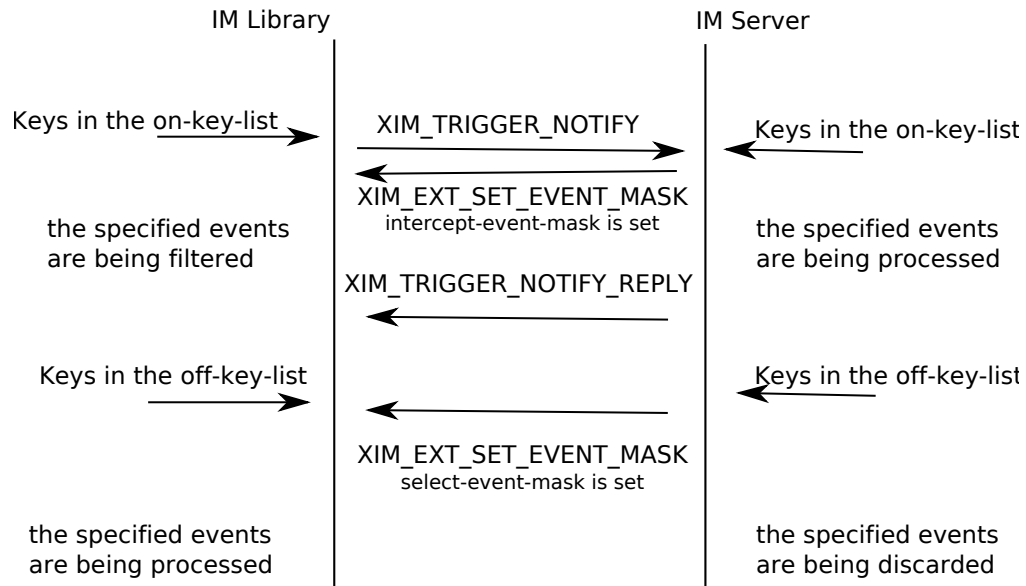 IM Library
IM Server
Keys in the on-key-list
XIM_TRIGGER_NOTIFY
Keys in the on-key-list
XIM_EXT_SET_EVENT_MASK
intercept-event-mask is set
the specified events
are being filtered
the specified events
are being processed
XIM_TRIGGER_NOTIFY_REPLY
Keys in the off-key-list
Keys in the off-key-list
XIM_EXT_SET_EVENT_MASK
select-event-mask is set
the specified events
are being processed
the specified events
are being discarded